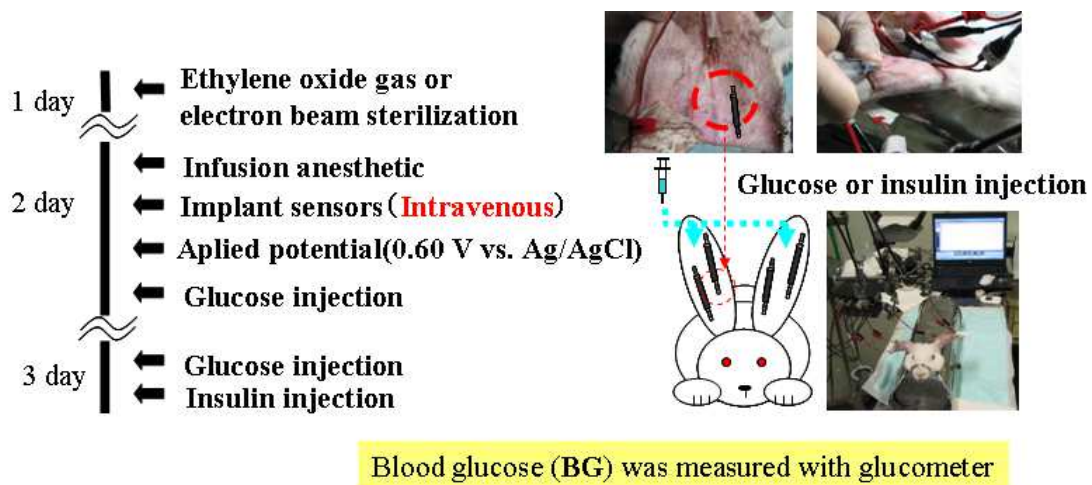 1 day
Ethylene oxide gas or
electron beam sterilization
2 day
Infusion anesthetic
Implant sensors(Intravenous)
Aplied potential(0.60 V vs. Ag/AgCl)
Glucose injection
3 day
Glucose injection
Insulin injection
Glucose or insulin injection
Blood glucose (BG) was measured with glucometer